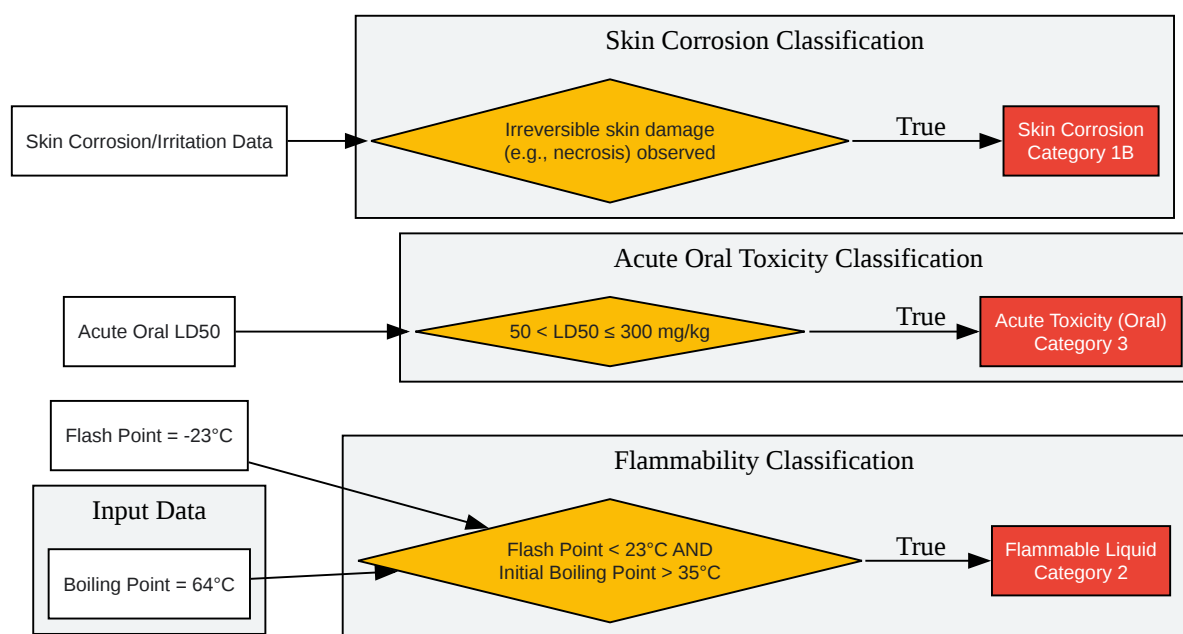 Skin Corrosion Classification
Skin Corrosion/Irritation Data
Irreversible skin damage
(e.g., necrosis) observed
True
Skin Corrosion
Category 1B
Acute Oral Toxicity Classification
Acute Oral LD50
50 < LD50 ≤ 300 mg/kg
True
Acute Toxicity (Oral)
Category 3
Flash Point = -23°C
Flammability Classification
Input Data
Boiling Point = 64°C
Flash Point < 23°C AND
Initial Boiling Point > 35°C
True
Flammable Liquid
Category 2